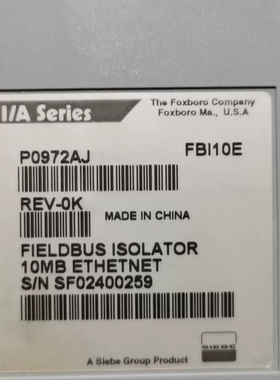 I/A Series
The Foxboro Company
Foxboro Ma., U.S.A
P0972AJ
FBI10E
REV-0K
MADE IN CHINA
FIELDBUS ISOLATOR
10MB ETHETNET
S/N SF02400259
SIEBE
A Siebe Group Product